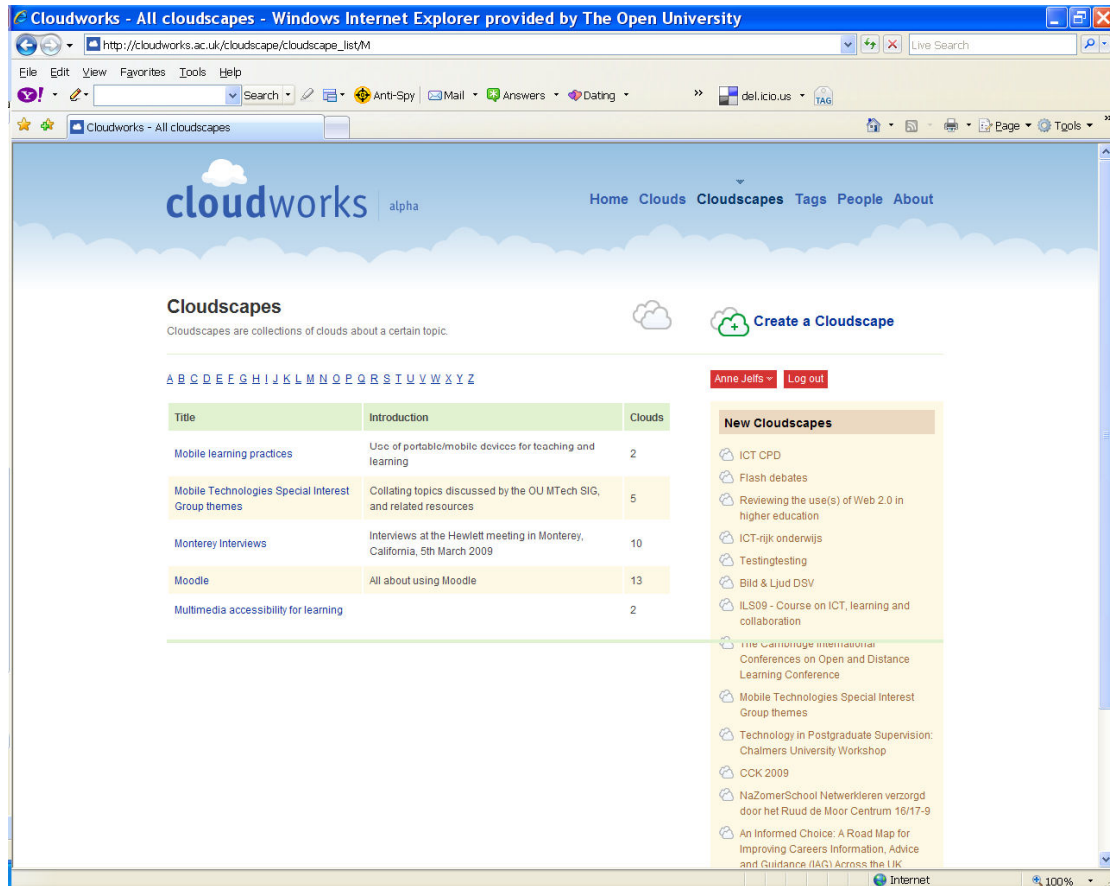 Cloudworks - All cloudscapes - Windows Internet Explorer provided by The Open University
http://cloudworks.ac.uk/cloudscape/cloudscape_list/M
Live Search
File Edit View Favorites Tools Help
Y! Search Anti-Spy Mail Answers Dating » del.icio.us TAG
Cloudworks - All cloudscapes
Page Tools »
cloudworks alpha
Home Clouds Cloudscapes Tags People About
Cloudscapes
Cloudscapes are collections of clouds about a certain topic.
Create a Cloudscape
A B C D E F G H I J K L M N O P Q R S T U V W X Y Z
Anne Jelfs Log out
Title Introduction Clouds
Mobile learning practices
Use of portable/mobile devices for teaching and
learning
2
Mobile Technologies Special Interest
Group themes
Collating topics discussed by the OU MTech SIG,
and related resources
5
Monterey Interviews
Interviews at the Hewlett meeting in Monterey,
California, 5th March 2009
10
Moodle All about using Moodle 13
Multimedia accessibility for learning 2
New Cloudscapes
ICT CPD
Flash debates
Reviewing the use(s) of Web 2.0 in
higher education
ICT-rijk onderwijs
Testingtesting
Bild & Ljud DSV
ILS09 - Course on ICT, learning and
collaboration
The Cambridge International
Conferences on Open and Distance
Learning Conference
Mobile Technologies Special Interest
Group themes
Technology in Postgraduate Supervision:
Chalmers University Workshop
CCK 2009
NaZomerSchool Netwerkleren verzorgd
door het Ruud de Moor Centrum 16/17-9
An Informed Choice: A Road Map for
Improving Careers Information, Advice
and Guidance (IAG) Across the UK
Internet 100%